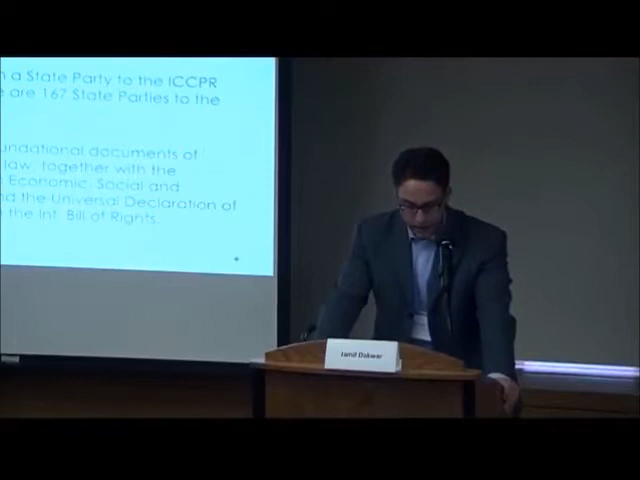 a State Party to the ICCPR
are 167 State Parties to the
documents of
law, together with the
Economic, Social and
the Universal Declaration of
the Int. Bill of Rights.
Jamil Dakwar